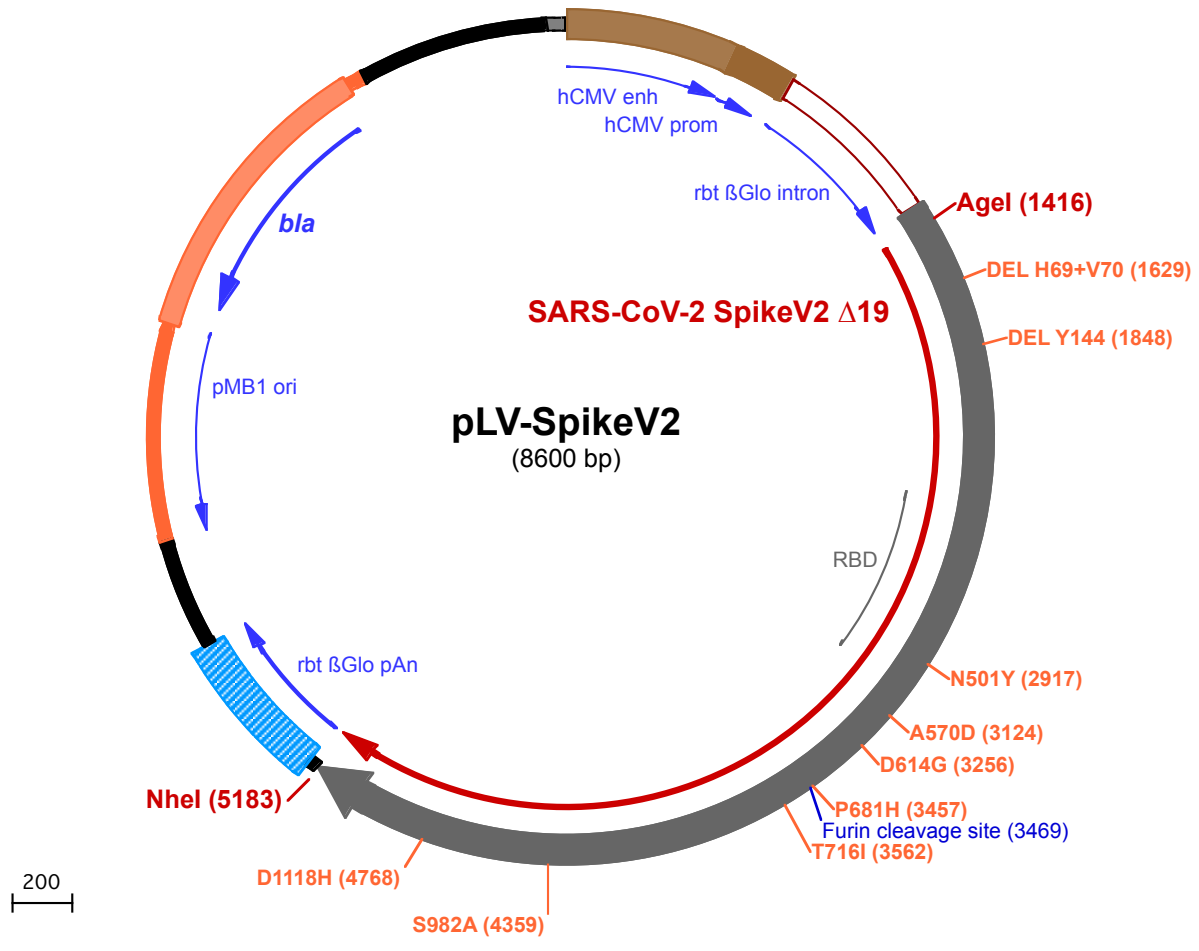 hCMV enh
hCMV prom
rbt ßGlo intron
AgeI (1416)
DEL H69+V70 (1629)
DEL Y144 (1848)
bla
SARS-CoV-2 SpikeV2 Δ19
pMB1 ori
pLV-SpikeV2
(8600 bp)
RBD
rbt ßGlo pAn
N501Y (2917)
A570D (3124)
D614G (3256)
P681H (3457)
Furin cleavage site (3469)
T716I (3562)
NheI (5183)
D1118H (4768)
S982A (4359)
200